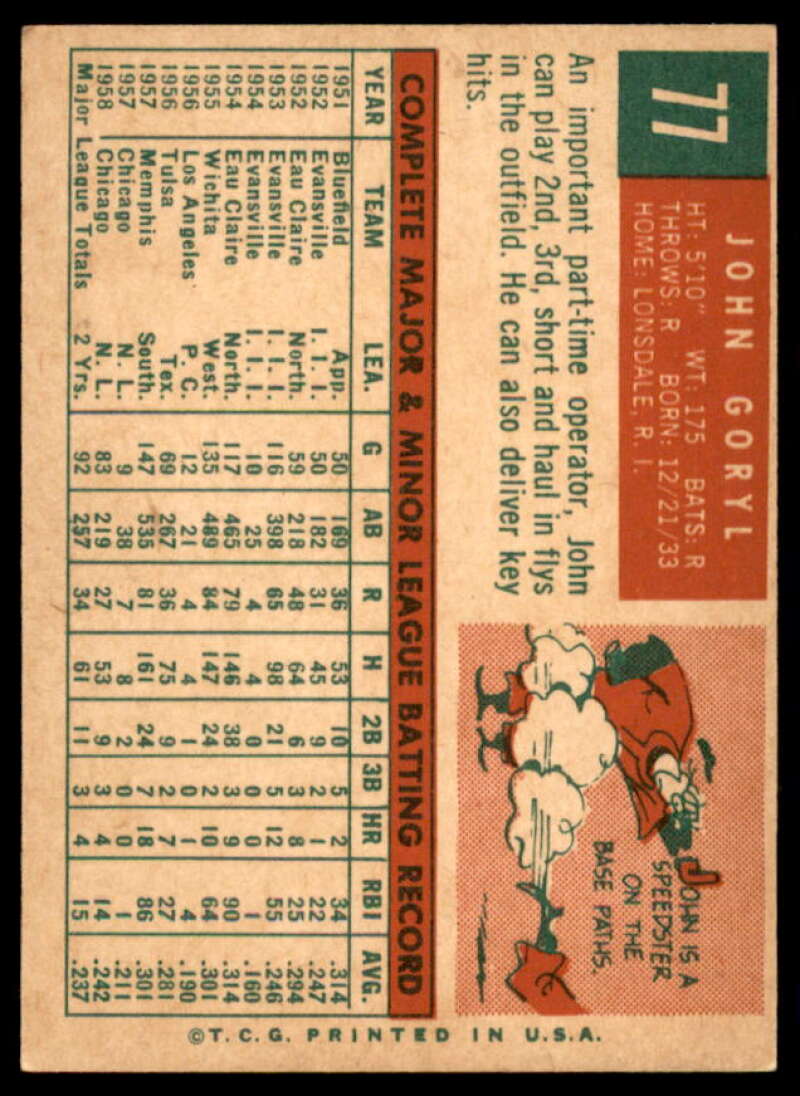 77
JOHN GORYL
HT: 5'10" WT: 175 BATS: R
THROWS: R BORN: 12/21/33
HOME: LONSDALE, R. I.
An important part-time operator, John
can play 2nd, 3rd, short and haul in flys
in the outfield. He can also deliver key
hits.
JOHN IS A
SPEEDSTER
ON THE
BASE PATHS.
COMPLETE MAJOR & MINOR LEAGUE BATTING RECORD
YEAR TEAM LEA. G AB R H 2B 3B HR RBI AVG.
1951 Bluefield App. 50 169 36 53 10 5 2 34 .314
1952 Evansville I. I. I. 50 182 31 45 9 2 1 22 .247
1952 Eau Claire North. 59 218 48 64 6 3 8 25 .294
1953 Evansville I. I. I. 116 398 65 98 21 5 12 55 .246
1954 Evansville I. I. I. 10 25 4 4 0 0 0 1 .160
1954 Eau Claire North. 117 465 79 146 38 3 9 90 .314
1955 Wichita West. 135 489 84 147 24 2 10 64 .301
1956 Los Angeles P. C. 12 21 4 4 1 0 1 4 .190
1956 Tulsa Tex. 69 267 36 75 9 2 7 27 .281
1957 Memphis South. 147 535 81 161 24 7 18 86 .301
1957 Chicago N. L. 9 38 7 8 2 0 0 1 .211
1958 Chicago N. L. 83 219 27 53 9 3 4 14 .242
Major League Totals 2 Yrs. 92 257 34 61 11 3 4 15 .237
©T. C. G. PRINTED IN U.S.A.